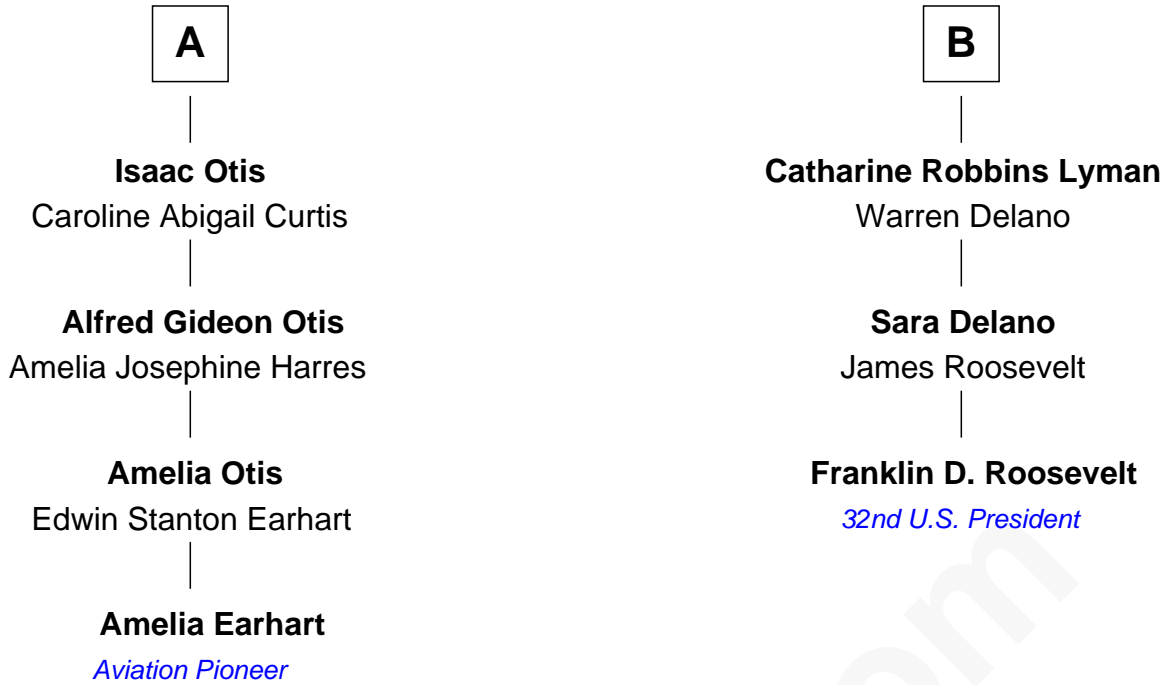 A
Isaac Otis
Caroline Abigail Curtis
Alfred Gideon Otis
Amelia Josephine Harres
Amelia Otis
Edwin Stanton Earhart
Amelia Earhart
Aviation Pioneer
B
Catharine Robbins Lyman
Warren Delano
Sara Delano
James Roosevelt
Franklin D. Roosevelt
32nd U.S. President
om